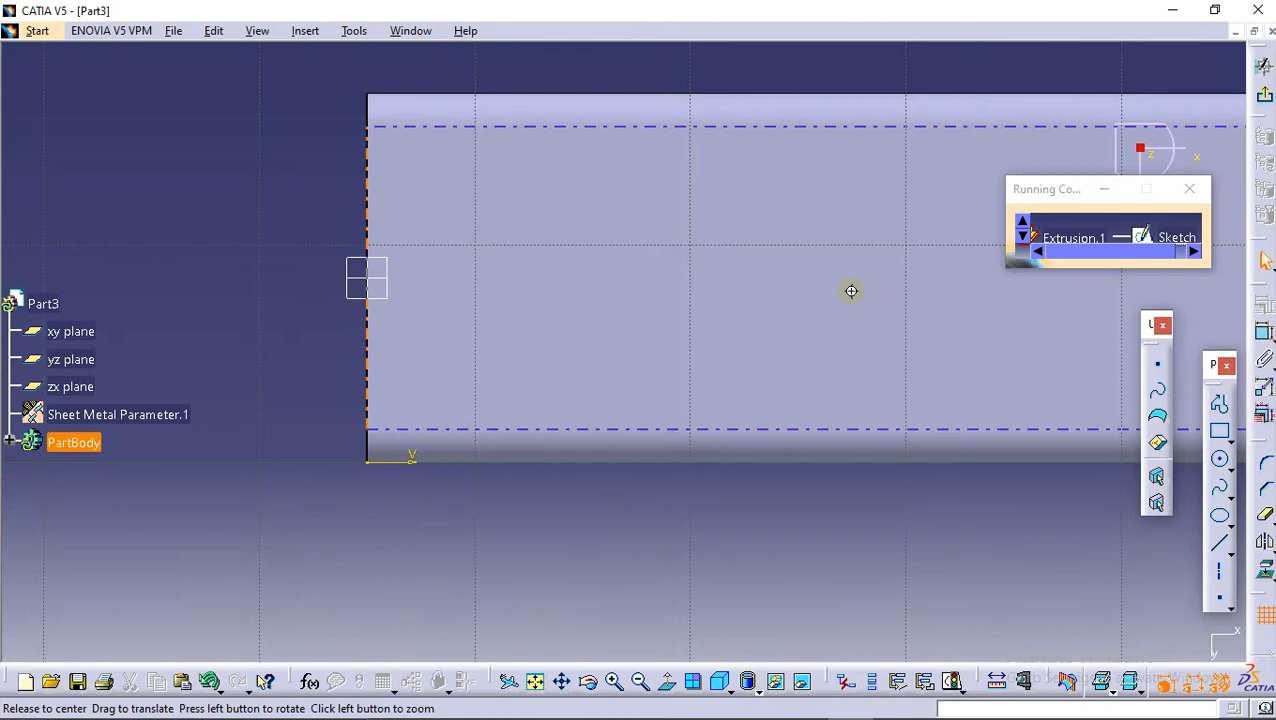 CATIA V5 - [Part3]
Start ENOVIA V5 VPM File Edit View Insert Tools Window Help
z x
Running Co...
Extrusion.1 Sketch
Part3
xy plane
yz plane
zx plane
Sheet Metal Parameter.1
PartBody
V
P
x
y
f(x)
Release to center Drag to translate Press left button to rotate Click left button to zoom